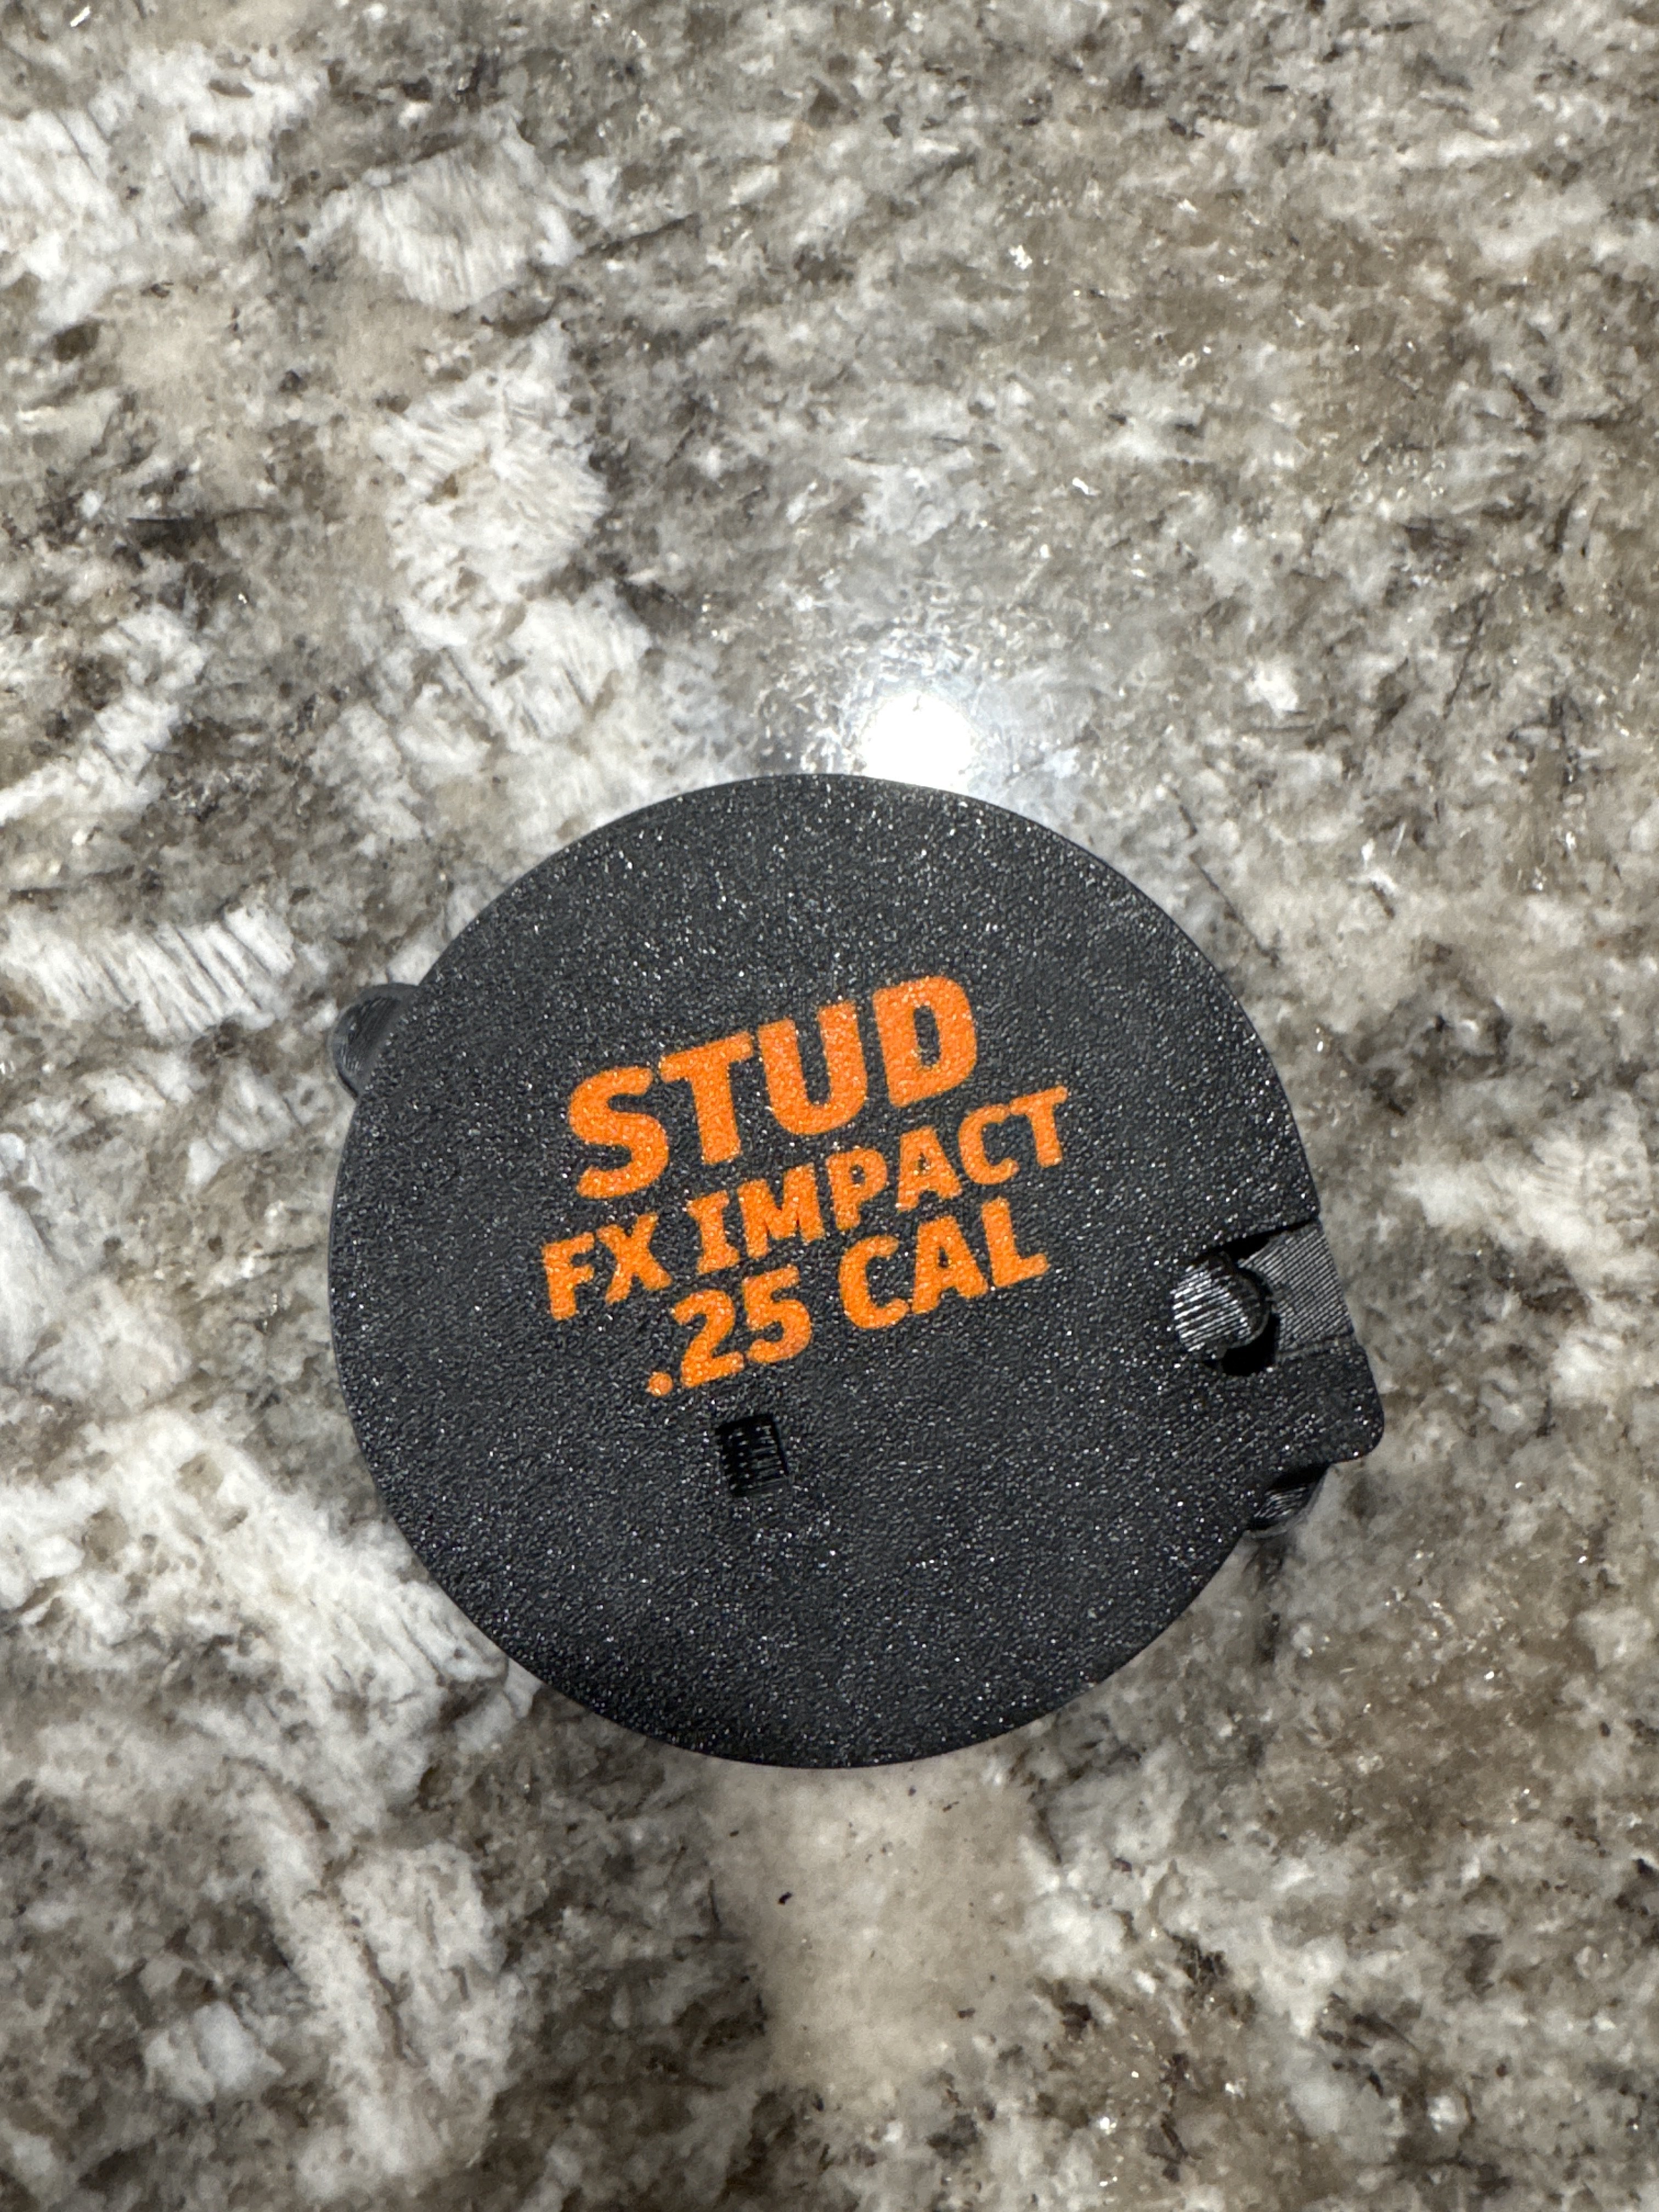 STUD
FX IMPACT
.25 CAL